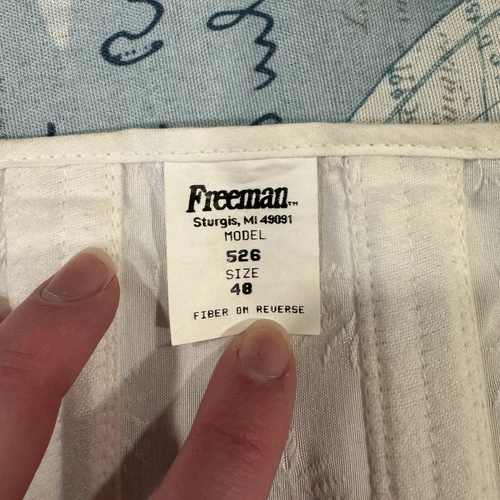 Freeman™
Sturgis, MI 49091
MODEL
526
SIZE
48
FIBER ON REVERSE